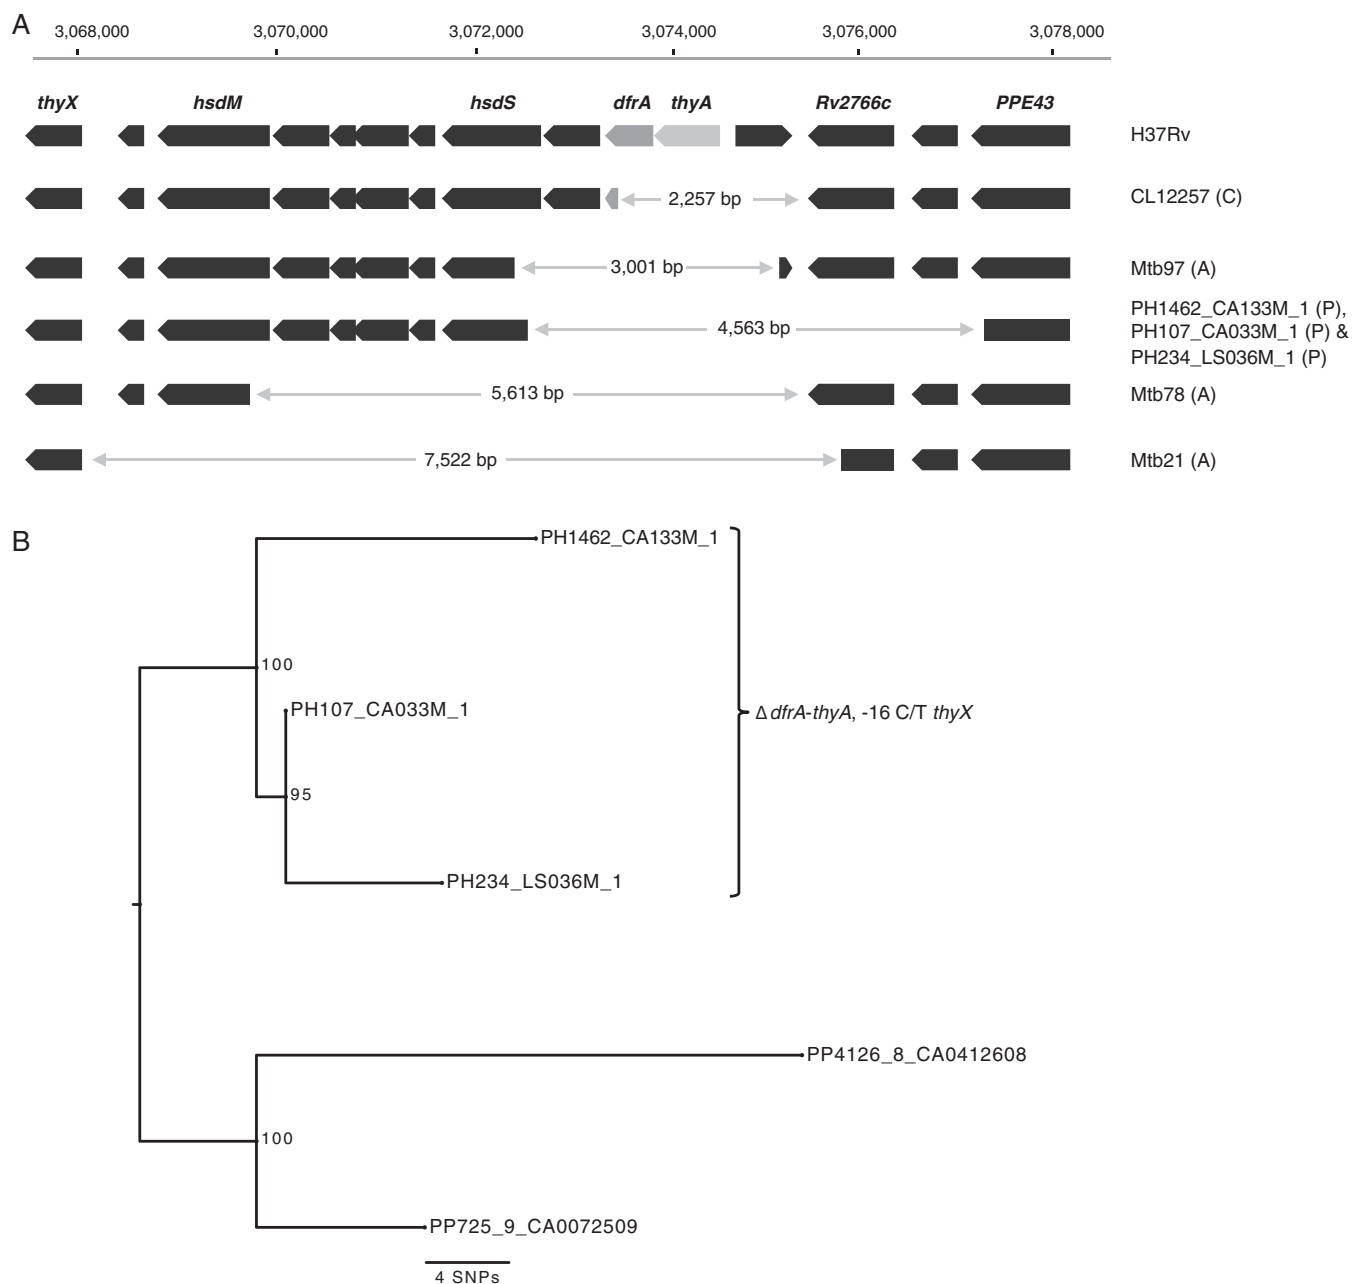 A
3,068,000 3,070,000 3,072,000 3,074,000 3,076,000 3,078,000
thyX hsdM hsdS dfrA thyA Rv2766c PPE43
H37Rv
2,257 bp CL12257 (C)
3,001 bp Mtb97 (A)
4,563 bp PH1462_CA133M_1 (P),
PH107_CA033M_1 (P) &
PH234_LS036M_1 (P)
5,613 bp Mtb78 (A)
7,522 bp Mtb21 (A)
B
PH1462_CA133M_1
100
PH107_CA033M_1
Δ dfrA-thyA, -16 C/T thyX
95
PH234_LS036M_1
PP4126_8_CA0412608
100
PP725_9_CA0072509
4 SNPs